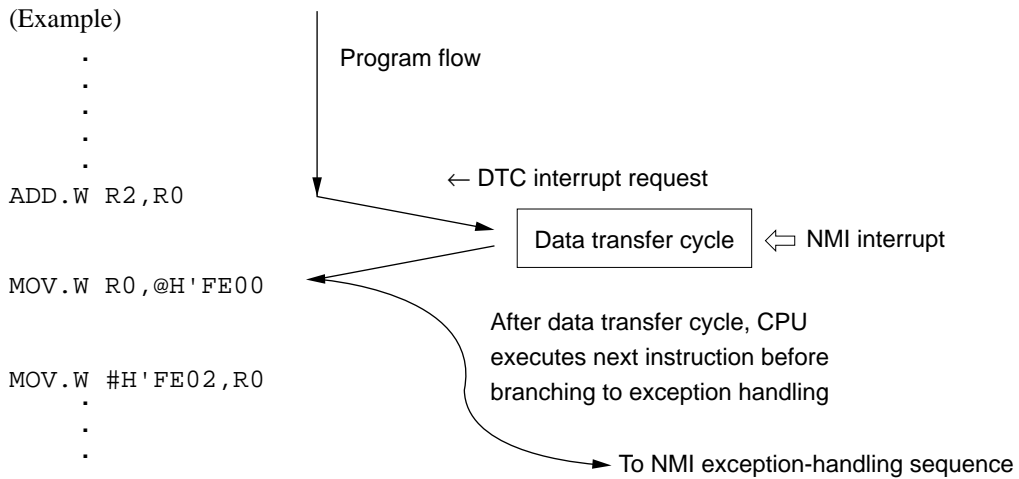 (Example)
Program flow
← DTC interrupt request
ADD.W R2,R0
Data transfer cycle
⇦ NMI interrupt
MOV.W R0,@H'FE00
After data transfer cycle, CPU
executes next instruction before
branching to exception handling
MOV.W #H'FE02,R0
To NMI exception-handling sequence